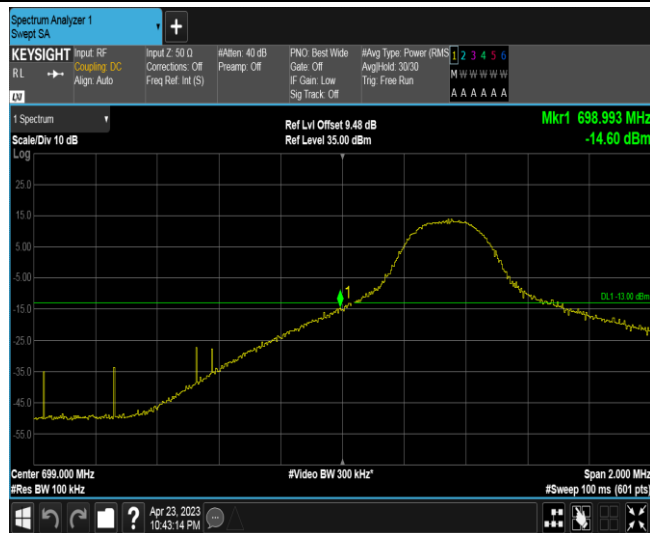 Spectrum Analyzer 1
Swept SA
+
KEYSIGHT
RL
Input: RF
Coupling: DC
Align: Auto
Input Z: 50 Ω
Corrections: Off
Freq Ref: Int (S)
#Atten: 40 dB
Preamp: Off
PNO: Best Wide
Gate: Off
IF Gain: Low
Sig Track: Off
#Avg Type: Power (RMS
Avg|Hold: 30/30
Trig: Free Run
1 2 3 4 5 6
M W W W W W
A A A A A A
LXI
1 Spectrum
Scale/Div 10 dB
Ref Lvl Offset 9.48 dB
Ref Level 35.00 dBm
Mkr1 698.993 MHz
-14.60 dBm
Log
25.0
15.0
5.00
-5.00
-15.0
-25.0
-35.0
-45.0
-55.0
1
DL1 -13.00 dBm
Center 699.000 MHz
#Res BW 100 kHz
#Video BW 300 kHz*
Span 2.000 MHz
#Sweep 100 ms (601 pts)
?
Apr 23, 2023
10:43:14 PM